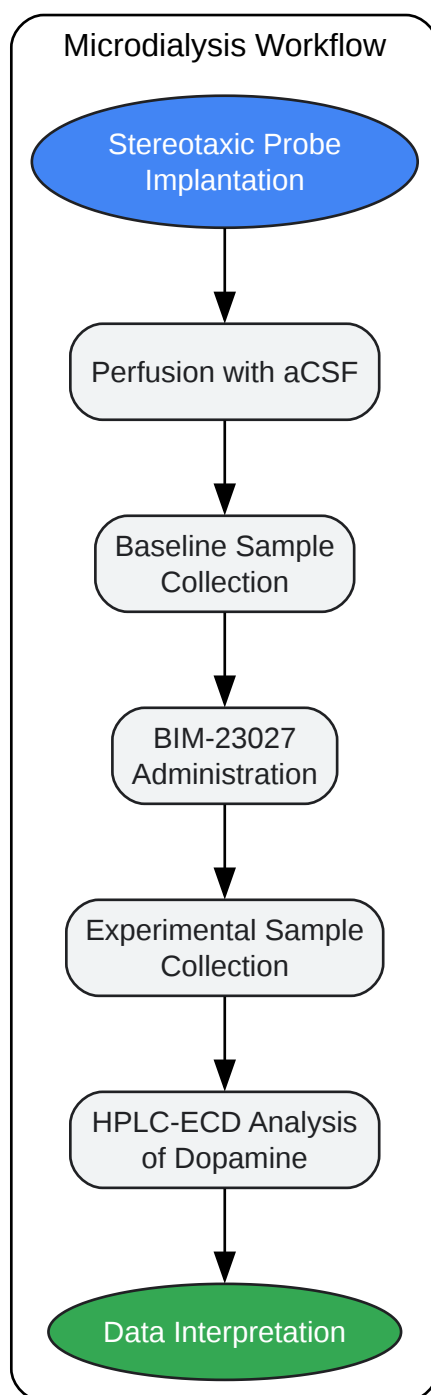 Microdialysis Workflow
Stereotaxic Probe
Implantation
Perfusion with aCSF
Baseline Sample
Collection
BIM-23027
Administration
Experimental Sample
Collection
HPLC-ECD Analysis
of Dopamine
Data Interpretation